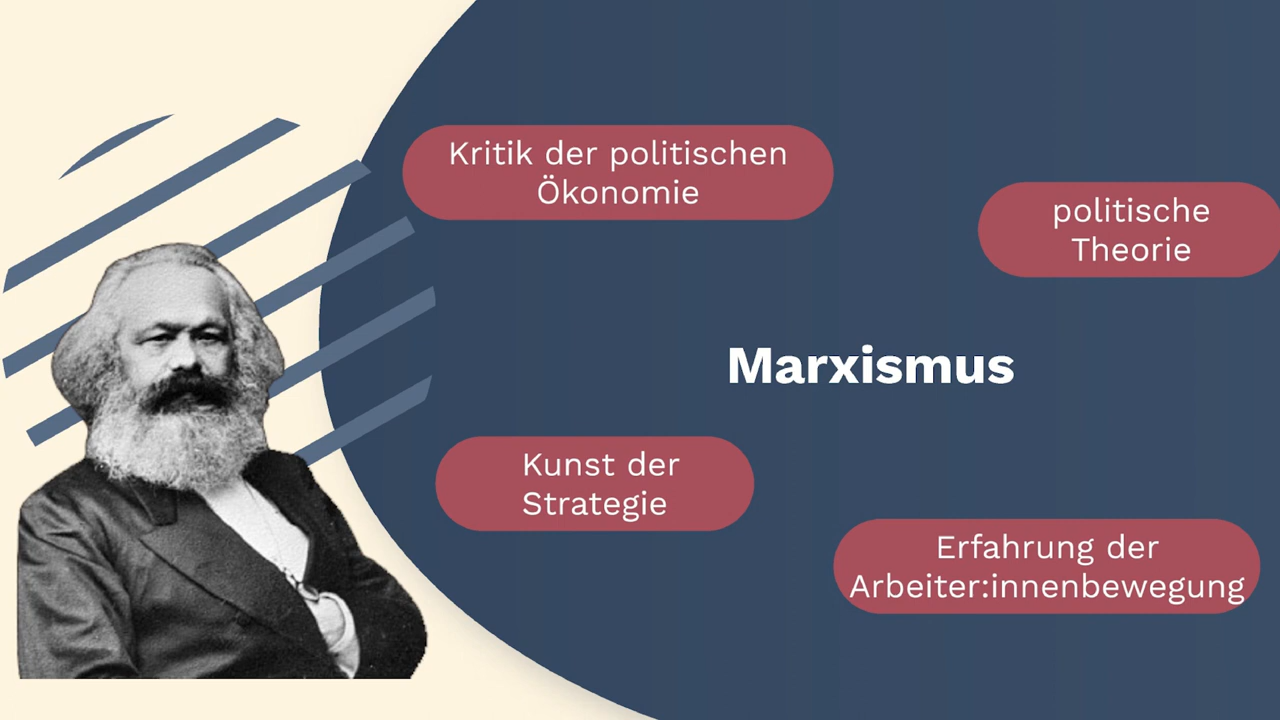 Kritik der politischen
Ökonomie
politische
Theorie
Marxismus
Kunst der
Strategie
Erfahrung der
Arbeiter:innenbewegung